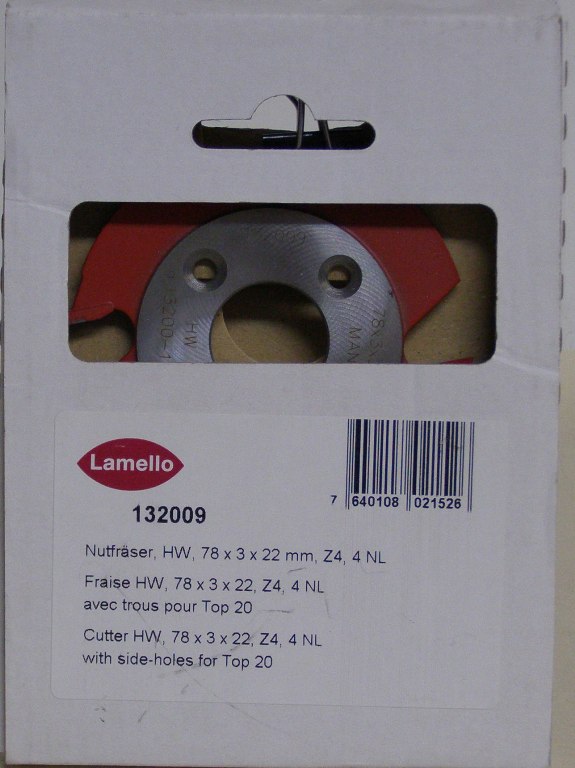 HW
MAN
Lamello
132009
7 640108 021526
Nutfräser, HW, 78 x 3 x 22 mm, Z4, 4 NL
Fraise HW, 78 x 3 x 22, Z4, 4 NL
avec trous pour Top 20
Cutter HW, 78 x 3 x 22, Z4, 4 NL
with side-holes for Top 20